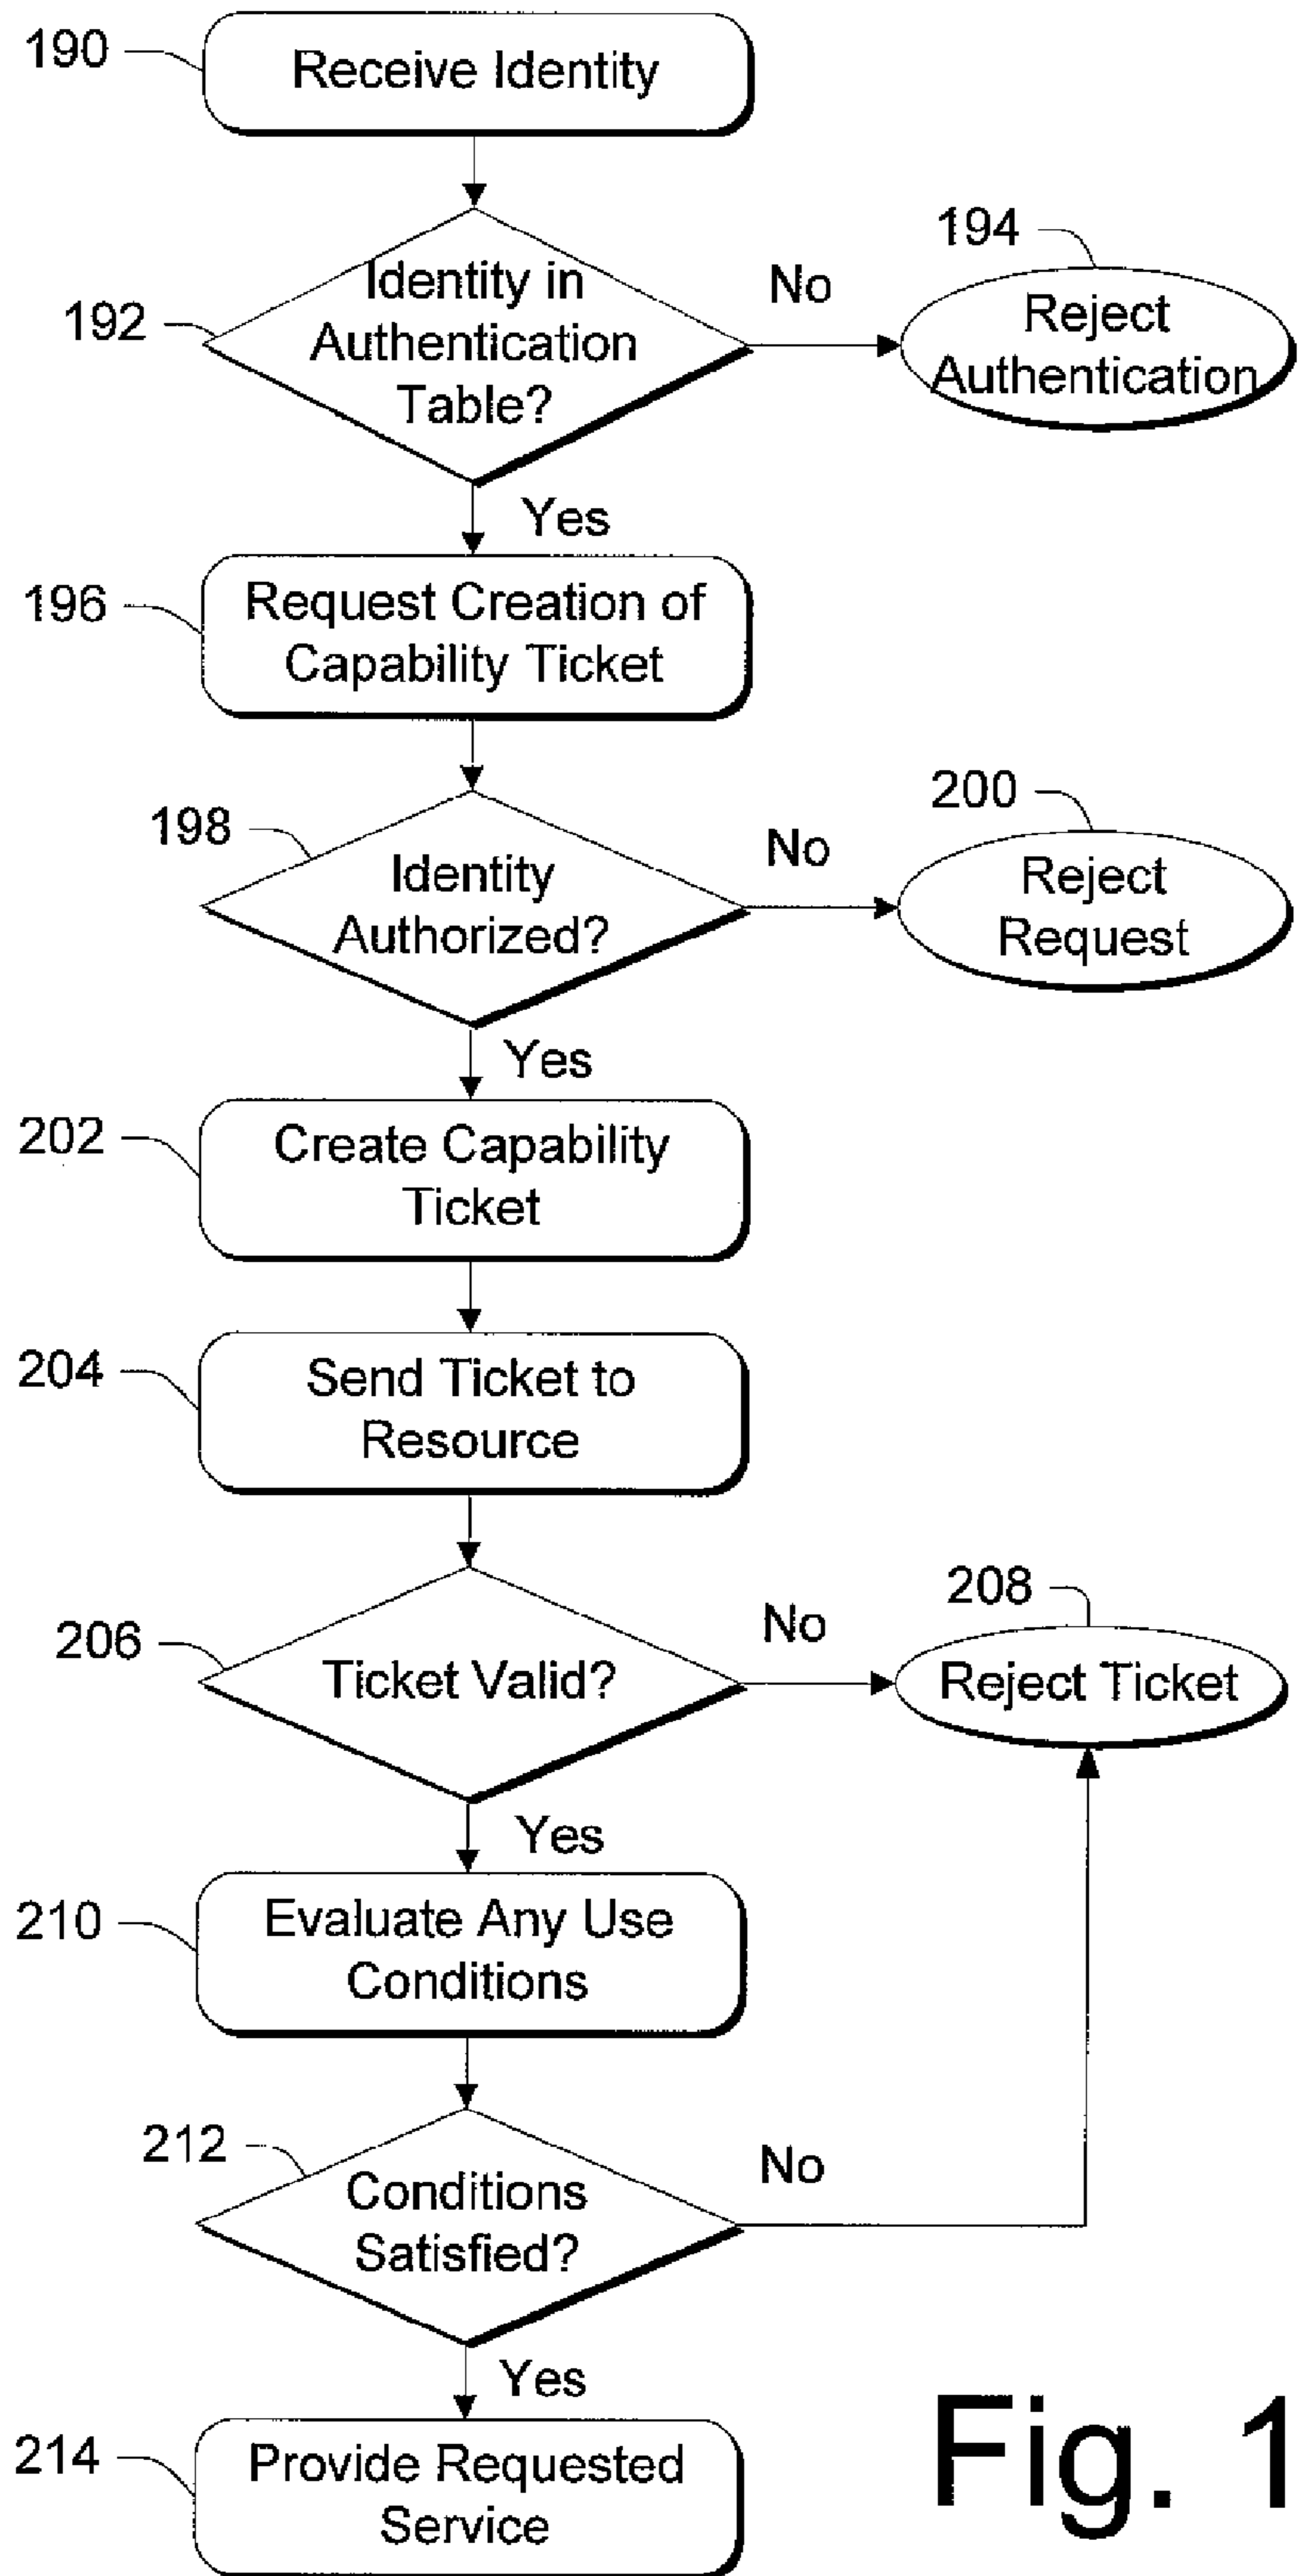 190
Receive Identity
194
192
Identity in
Authentication
Table?
No
Reject
Authentication
Yes
196
Request Creation of
Capability Ticket
200
198
Identity
Authorized?
No
Reject
Request
Yes
202
Create Capability
Ticket
204
Send Ticket to
Resource
208
206
Ticket Valid?
No
Reject Ticket
Yes
210
Evaluate Any Use
Conditions
212
Conditions
Satisfied?
No
Yes
214
Provide Requested
Service
Fig. 1